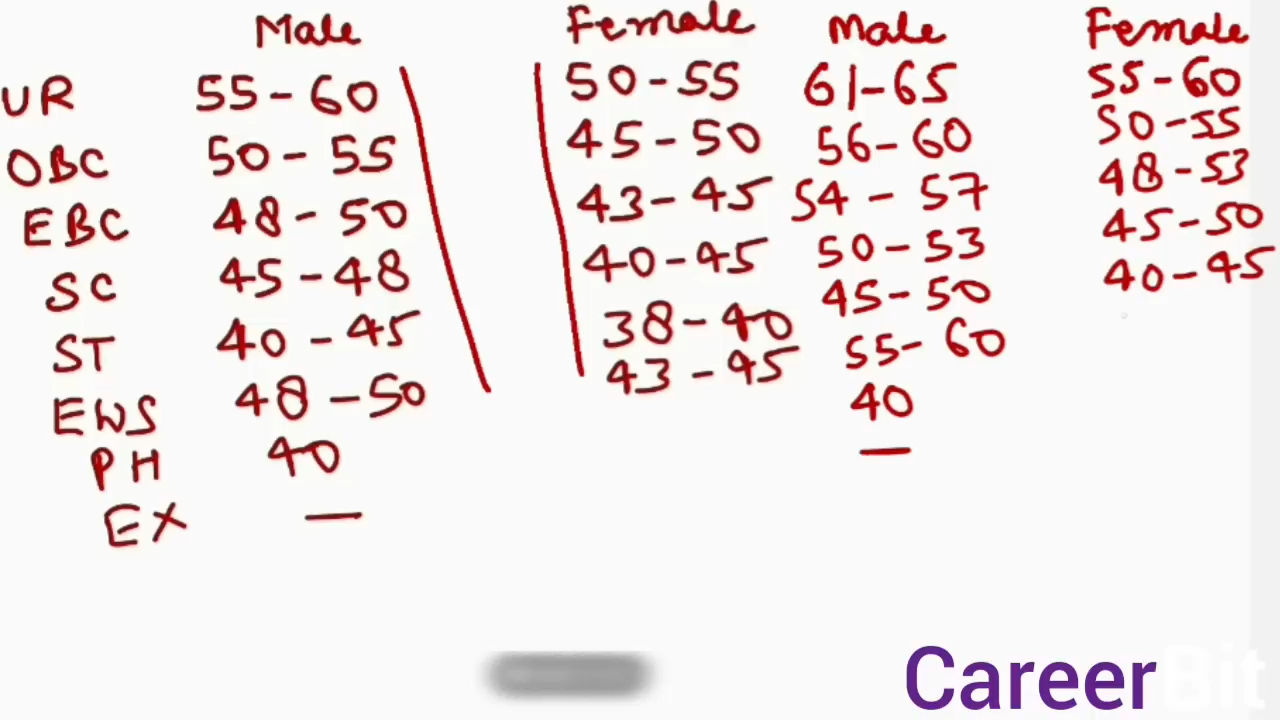 Male Female Male Female
UR 55-60 50-55 61-65 55-60
OBC 50-55 45-50 56-60 50-55
EBC 48-50 43-45 54-57 48-53
SC 45-48 40-45 50-53 45-50
ST 40-45 38-40 45-50 40-45
EWS 48-50 43-45 55-60
PH 40 40
EX — —
CareerBit